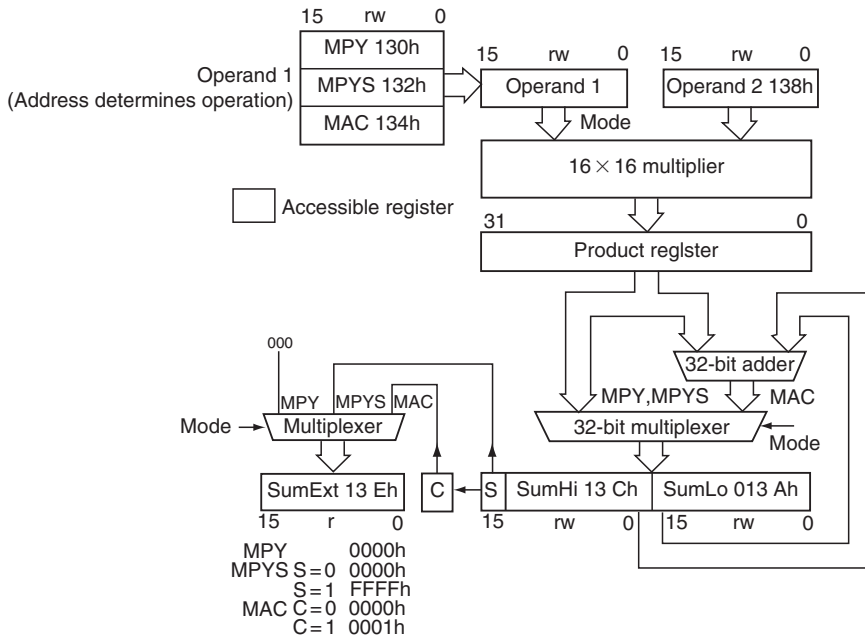 15 rw 0
MPY 130h
MPYS 132h
MAC 134h
Operand 1
(Address determines operation)
15 rw 0
Operand 1
15 rw 0
Operand 2 138h
Mode
16 × 16 multiplier
Accessible register
31 0
Product reglster
000
32-bit adder
MPY MPYS MAC
MPY,MPYS MAC
Mode
Multiplexer
32-bit multiplexer
Mode
SumExt 13 Eh
C
S
SumHi 13 Ch
SumLo 013 Ah
15 r 0
15 rw 0
15 rw 0
MPY 0000h
MPYS S=0 0000h
S=1 FFFFh
MAC C=0 0000h
C=1 0001h